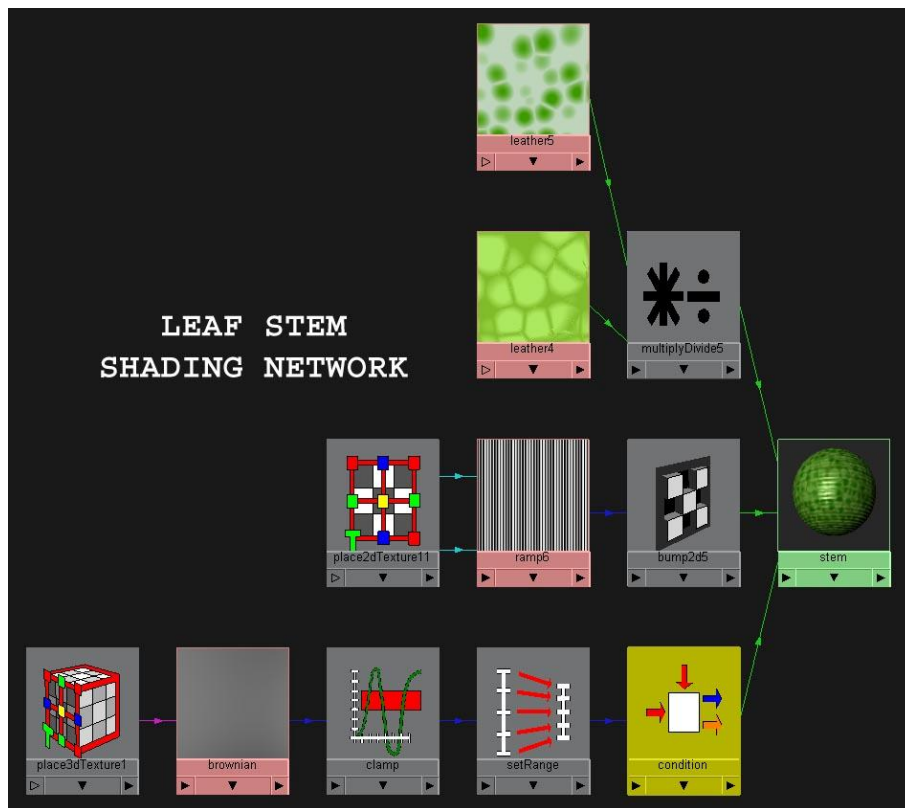 leather5
leather4
multiplyDivide5
LEAF STEM
SHADING NETWORK
place2dTexture11
ramp6
bump2d5
stem
place3dTexture1
brownian
clamp
setRange
condition